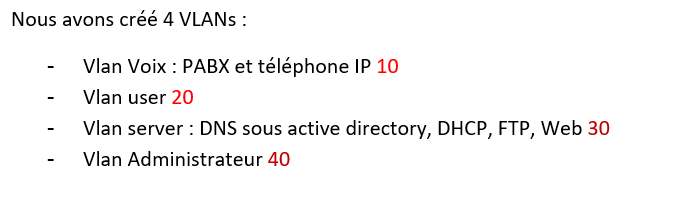 Nous avons créé 4 VLANs :
- Vlan Voix : PABX et téléphone IP 10
- Vlan user 20
- Vlan server : DNS sous active directory, DHCP, FTP, Web 30
- Vlan Administrateur 40